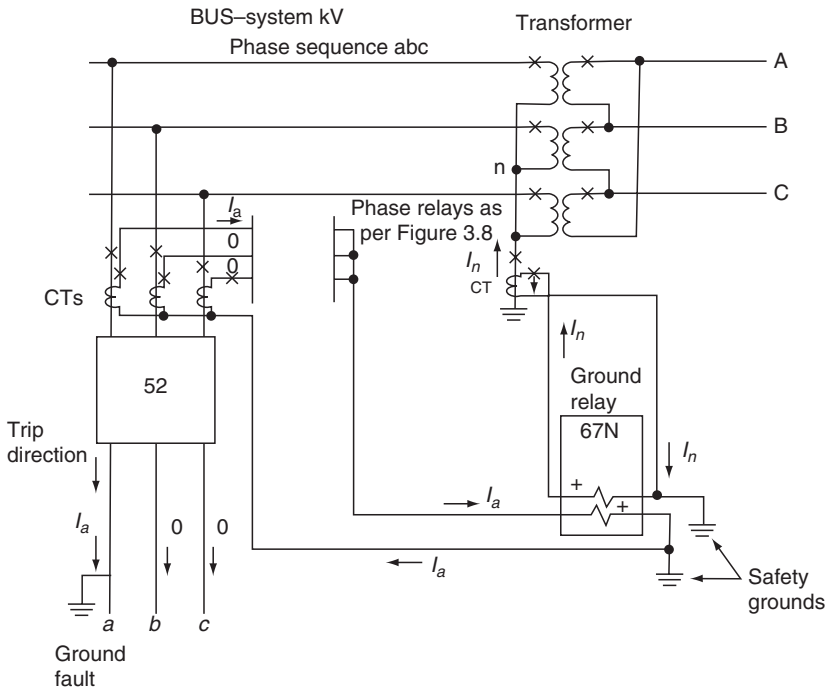 BUS–system kV
Transformer
Phase sequence abc
A
B
n
C
Phase relays as
per Figure 3.8
Ia
0
0
In
CT
CTs
In
Ground
relay
67N
52
Trip
direction
In
+
+
Ia
Ia
0
0
Ia
Safety
grounds
a
b
c
Ground
fault